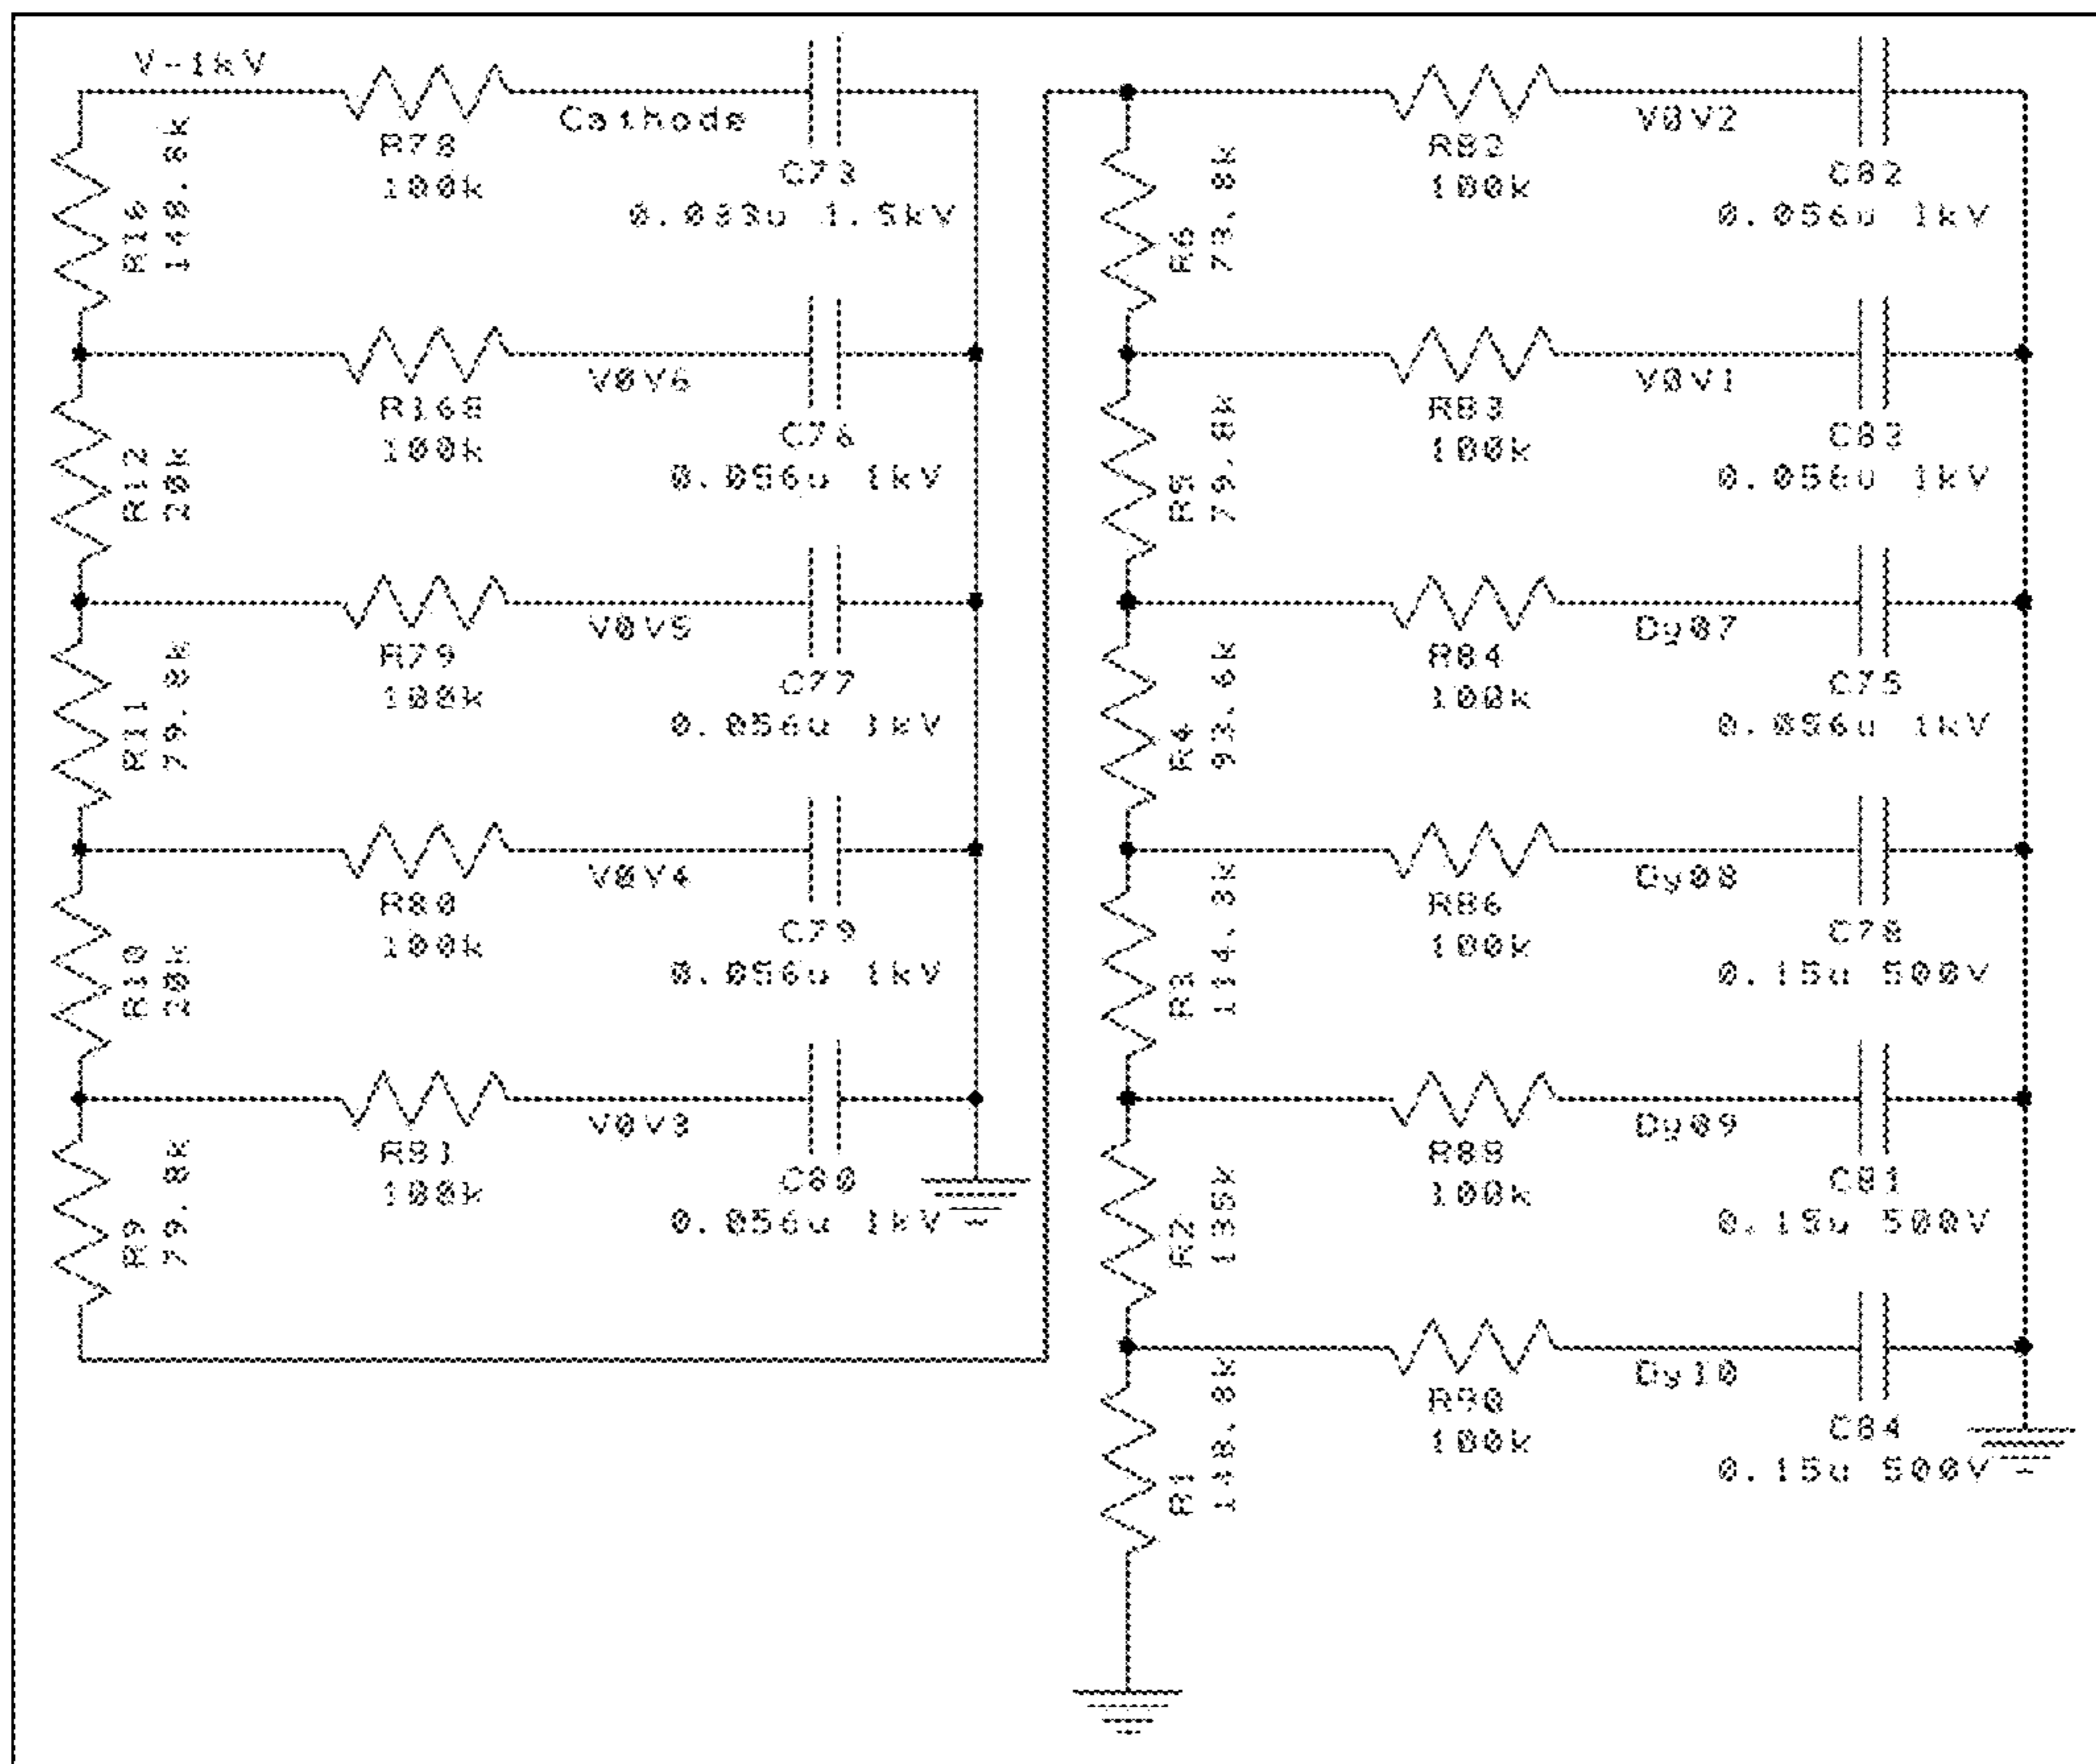 V-1kV
Cathode
R78
100k
C73
0.033u 1.5kV
R16
148.8k
V0V6
R168
100k
C76
0.056u 1kV
R12
20k
V0V5
R79
100k
C77
0.056u 1kV
R11
79.8k
V0V4
R80
100k
C79
0.056u 1kV
R10
20k
V0V3
R81
100k
C80
0.056u 1kV
R9
79.8k
V0V2
R82
100k
C82
0.056u 1kV
R6
V0V1
R83
100k
C83
0.056u 1kV
R5
79.8k
Dy07
R84
100k
C75
0.056u 1kV
R4
93.6k
Dy08
R86
100k
C78
0.15u 500V
R3
114.3k
Dy09
R88
100k
C81
0.15u 500V
R2
Dy10
R90
100k
C84
0.15u 500V
R1
148.8k